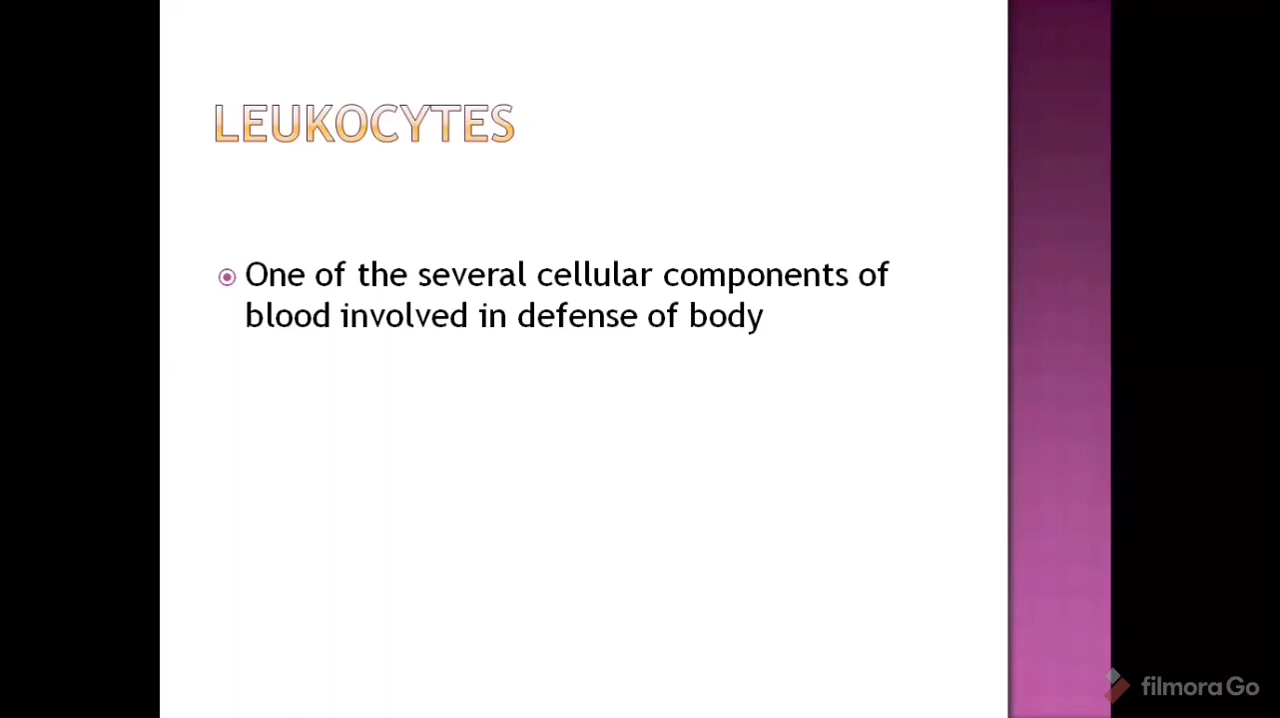 LEUKOCYTES
One of the several cellular components of
blood involved in defense of body
filmora Go